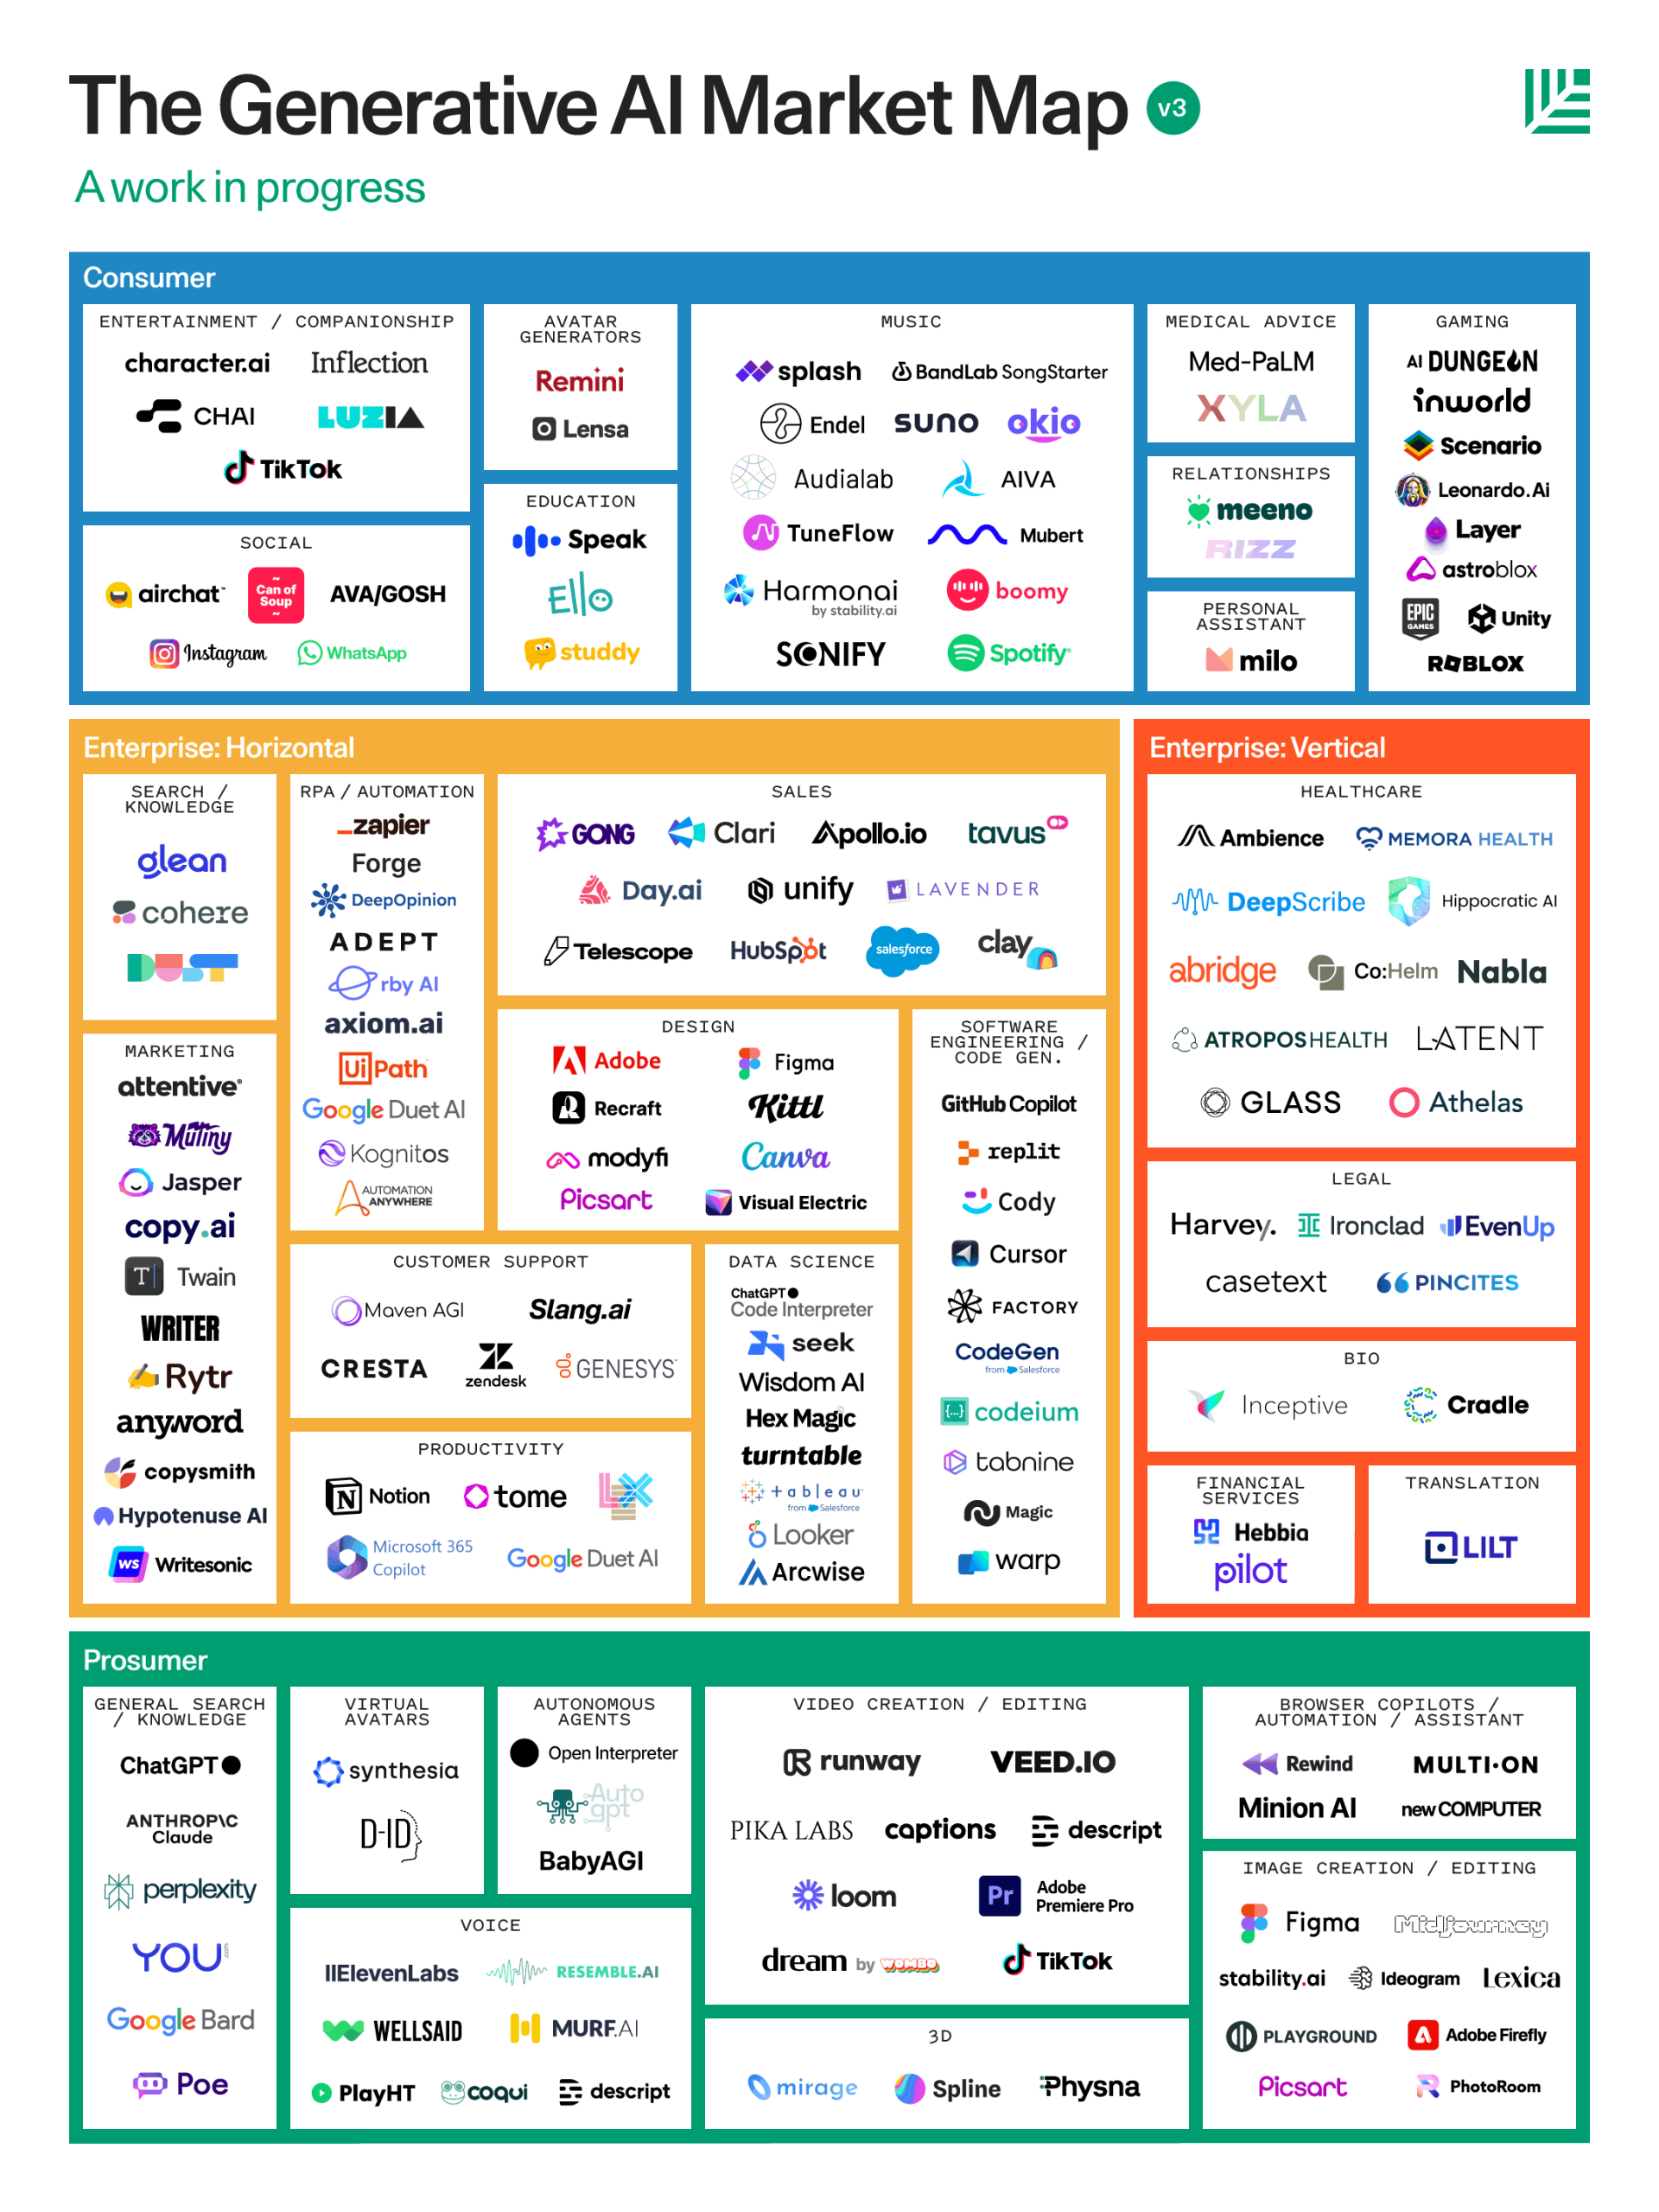 The Generative AI Market Map v3
A work in progress
Consumer
ENTERTAINMENT / COMPANIONSHIP
character.ai Inflection
CHAI LUZIA
TikTok
SOCIAL
airchat Can of Soup AVA/GOSH
Instagram WhatsApp
AVATAR
GENERATORS
Remini
Lensa
EDUCATION
Speak
Ello
studdy
MUSIC
splash BandLab SongStarter
Endel suno okio
Audialab AIVA
TuneFlow Mubert
Harmonai by stability.ai boomy
SONIFY Spotify
MEDICAL ADVICE
Med-PaLM
XYLA
RELATIONSHIPS
meeno
RIZZ
PERSONAL
ASSISTANT
milo
GAMING
AI DUNGEON
inworld
Scenario
Leonardo.Ai
Layer
astroblox
EPIC GAMES Unity
ROBLOX
Enterprise: Horizontal
SEARCH /
KNOWLEDGE
glean
cohere
DUST
MARKETING
attentive
Mutiny
Jasper
copy.ai
T Twain
WRITER
Rytr
anyword
copysmith
Hypotenuse AI
WS Writesonic
RPA / AUTOMATION
_zapier
Forge
DeepOpinion
ADEPT
Orby AI
axiom.ai
UiPath
Google Duet AI
Kognitos
AUTOMATION
ANYWHERE
SALES
GONG Clari Apollo.io tavus
Day.ai unify LAVENDER
Telescope HubSpot salesforce clay
DESIGN
Adobe Figma
Recraft Kittl
modyfi Canva
Picsart Visual Electric
SOFTWARE
ENGINEERING /
CODE GEN.
GitHub Copilot
replit
Cody
Cursor
FACTORY
CodeGen
from Salesforce
codeium
tabnine
Magic
warp
CUSTOMER SUPPORT
Maven AGI Slang.ai
CRESTA zendesk GENESYS
PRODUCTIVITY
N Notion tome LEX
Microsoft 365
Copilot
Google Duet AI
DATA SCIENCE
ChatGPT
Code Interpreter
seek
Wisdom AI
Hex Magic
turntable
tableau
from Salesforce
Looker
Arcwise
Enterprise: Vertical
HEALTHCARE
Ambience MEMORA HEALTH
DeepScribe Hippocratic AI
abridge Co:Helm Nabla
ATROPOS HEALTH LATENT
GLASS Athelas
LEGAL
Harvey. Ironclad EvenUp
casetext PINCITES
BIO
Inceptive Cradle
FINANCIAL
SERVICES
Hebbia
pilot
TRANSLATION
LILT
Prosumer
GENERAL SEARCH
/ KNOWLEDGE
ChatGPT
ANTHROP\C
Claude
perplexity
YOU.com
Google Bard
Poe
VIRTUAL
AVATARS
synthesia
D-ID
AUTONOMOUS
AGENTS
Open Interpreter
Auto
gpt
BabyAGI
VOICE
IIElevenLabs RESEMBLE.AI
WELLSAID MURF.AI
PlayHT coqui descript
VIDEO CREATION / EDITING
runway VEED.IO
PIKA LABS captions descript
loom Pr Adobe
Premiere Pro
dream by WOMBO TikTok
3D
mirage Spline Physna
BROWSER COPILOTS /
AUTOMATION / ASSISTANT
Rewind MULTI·ON
Minion AI new COMPUTER
IMAGE CREATION / EDITING
Figma Midjourney
stability.ai Ideogram Lexica
PLAYGROUND Adobe Firefly
Picsart PhotoRoom